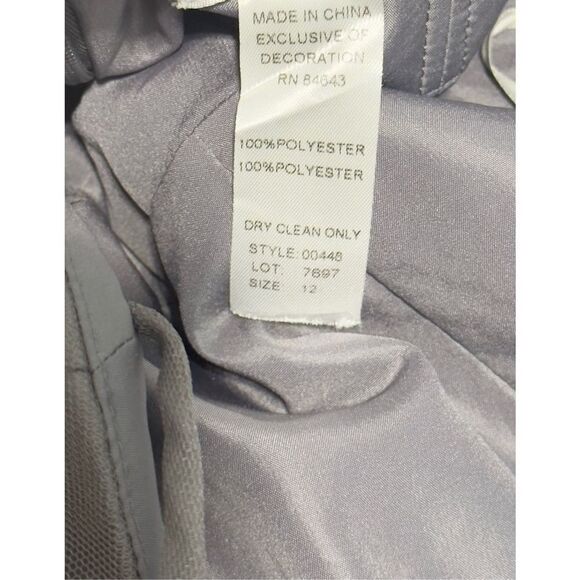 MADE IN CHINA
EXCLUSIVE OF
DECORATION
RN 84643
100%POLYESTER
100%POLYESTER
DRY CLEAN ONLY
STYLE: 00448
LOT: 7697
SIZE: 12